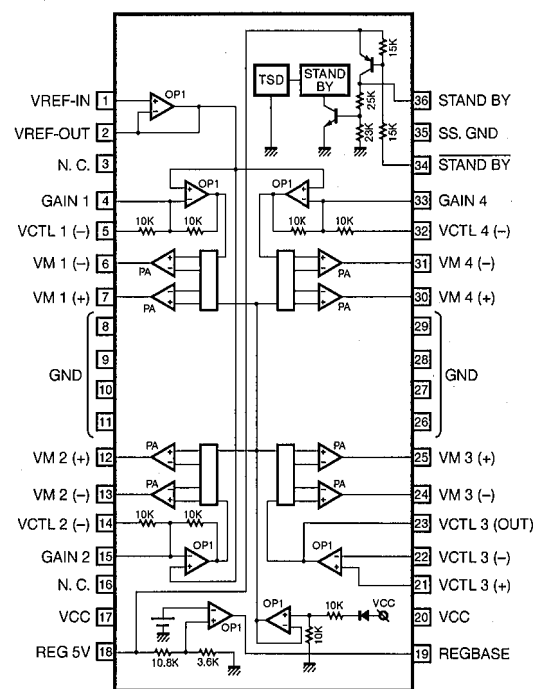 15K
TSD
STAND BY
OP1
25K
15K
25K
VREF-IN 1
VREF-OUT 2
N. C. 3
GAIN 1 4
VCTL 1 (–) 5
VM 1 (–) 6
VM 1 (+) 7
8
9
GND
10
11
VM 2 (+) 12
VM 2 (–) 13
VCTL 2 (–) 14
GAIN 2 15
N. C. 16
VCC 17
REG 5V 18
OP1
10K
10K
PA
PA
PA
PA
10K
10K
OP1
OP1
10.8K
3.6K
OP1
10K
10K
PA
PA
PA
PA
OP1
OP1
10K
VCC
10K
36 STAND BY
35 SS. GND
34 STAND BY
33 GAIN 4
32 VCTL 4 (–)
31 VM 4 (–)
30 VM 4 (+)
29
28
GND
27
26
25 VM 3 (+)
24 VM 3 (–)
23 VCTL 3 (OUT)
22 VCTL 3 (–)
21 VCTL 3 (+)
20 VCC
19 REGBASE